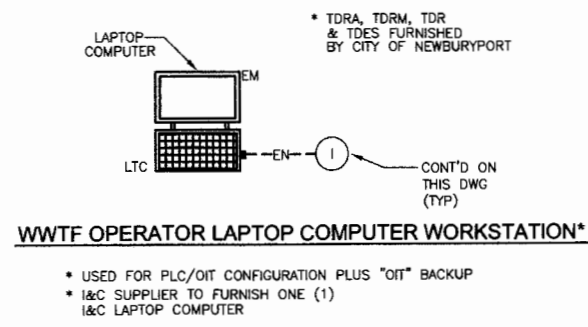 * TDRA, TDRM, TDR
& TDES FURNISHED
BY CITY OF NEWBURYPORT
LAPTOP
COMPUTER
EM
LTC
EN
I
CONT'D ON
THIS DWG
(TYP)
WWTF OPERATOR LAPTOP COMPUTER WORKSTATION*
* USED FOR PLC/OIT CONFIGURATION PLUS "OIT" BACKUP
* I&C SUPPLIER TO FURNISH ONE (1)
I&C LAPTOP COMPUTER